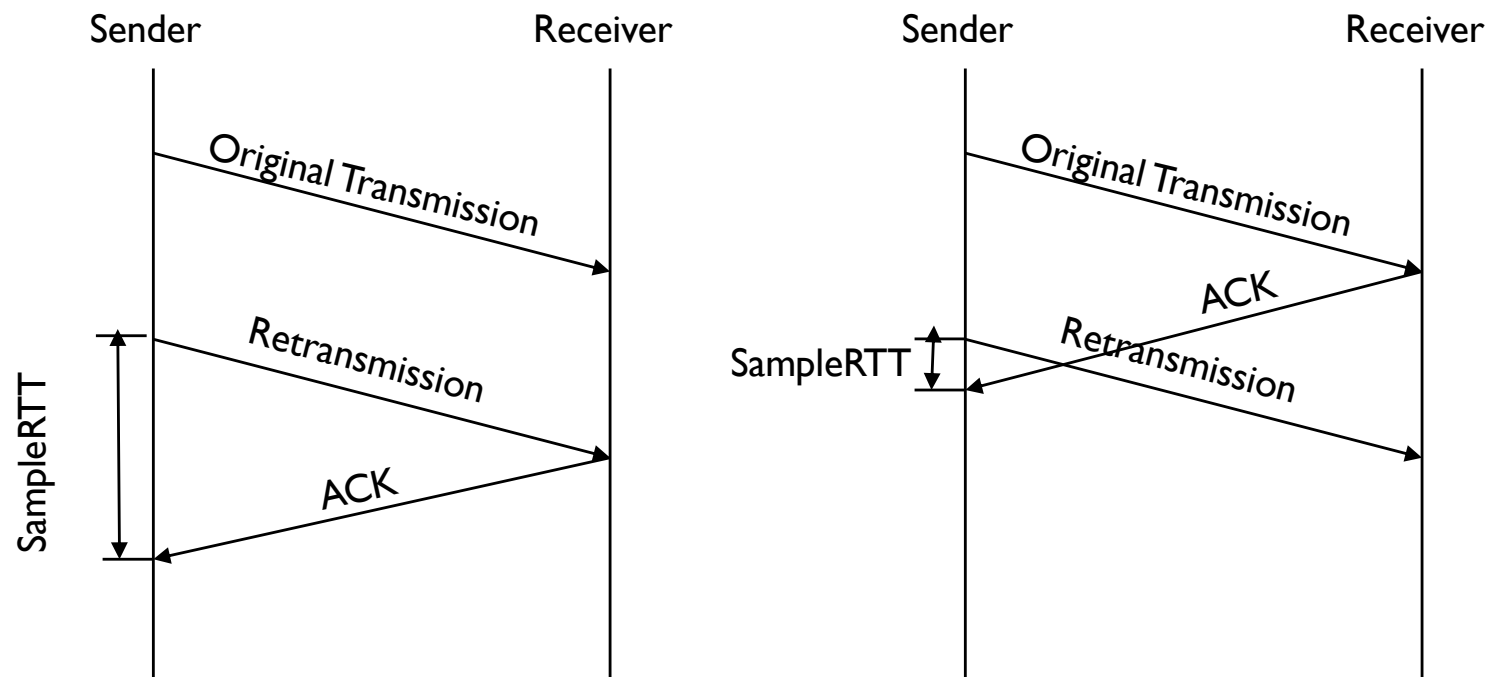 Sender
Receiver
Original Transmission
Retransmission
SampleRTT
ACK
Sender
Receiver
Original Transmission
ACK
Retransmission
SampleRTT